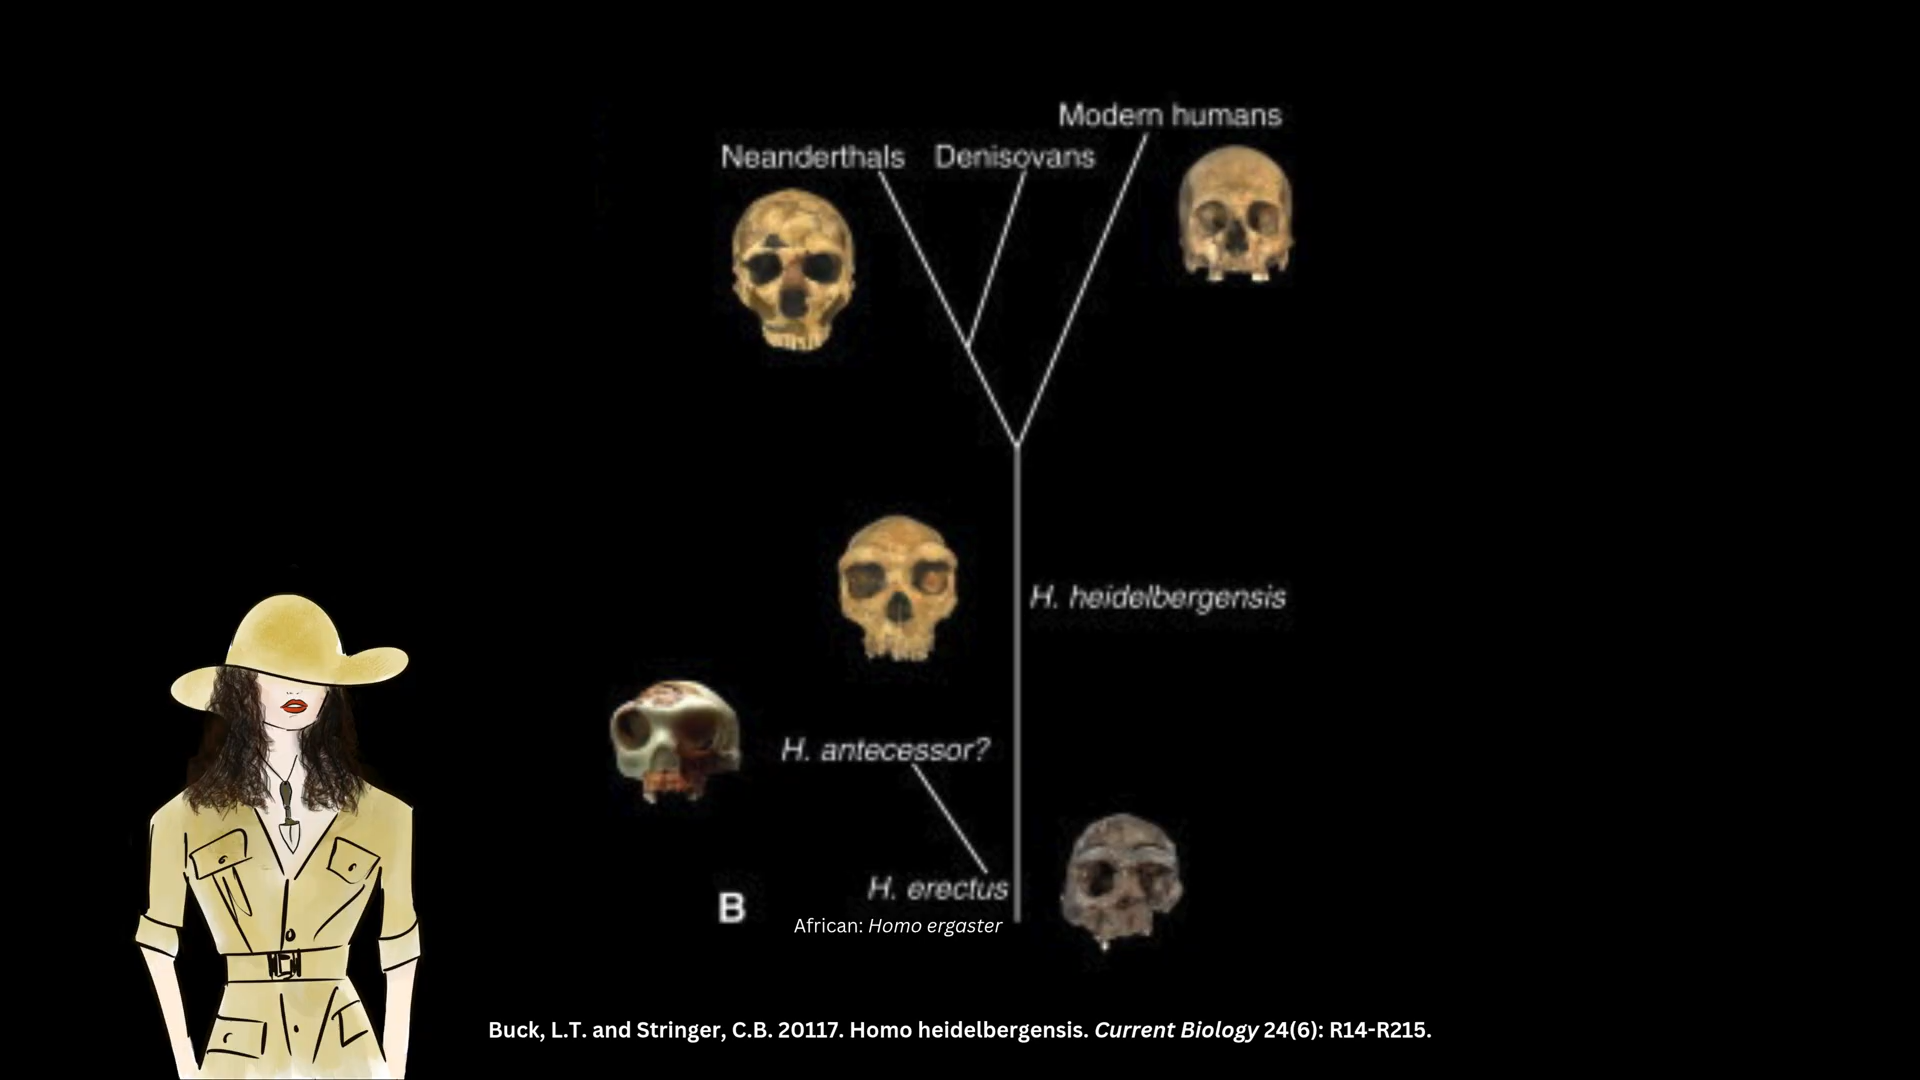 Modern humans
Neanderthals
Denisovans
H. heidelbergensis
H. antecessor?
H. erectus
B
African: Homo ergaster
Buck, L.T. and Stringer, C.B. 20117. Homo heidelbergensis. Current Biology 24(6): R14-R215.